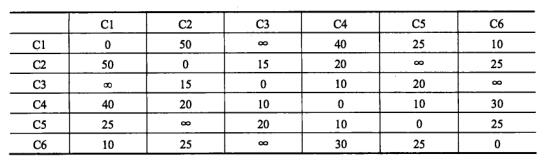 C1 C2 C3 C4 C5 C6
C1 0 50 ∞ 40 25 10
C2 50 0 15 20 ∞ 25
C3 ∞ 15 0 10 20 ∞
C4 40 20 10 0 10 30
C5 25 ∞ 20 10 0 25
C6 10 25 ∞ 30 25 0